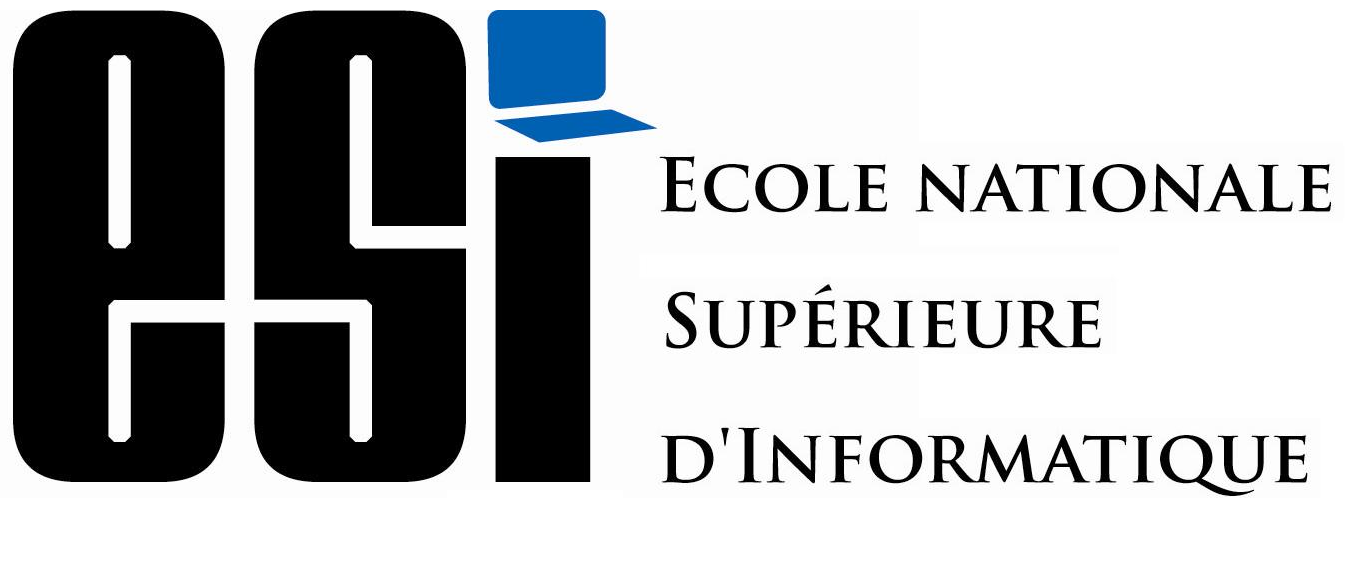 esi
Ecole nationale
Supérieure
d'Informatique